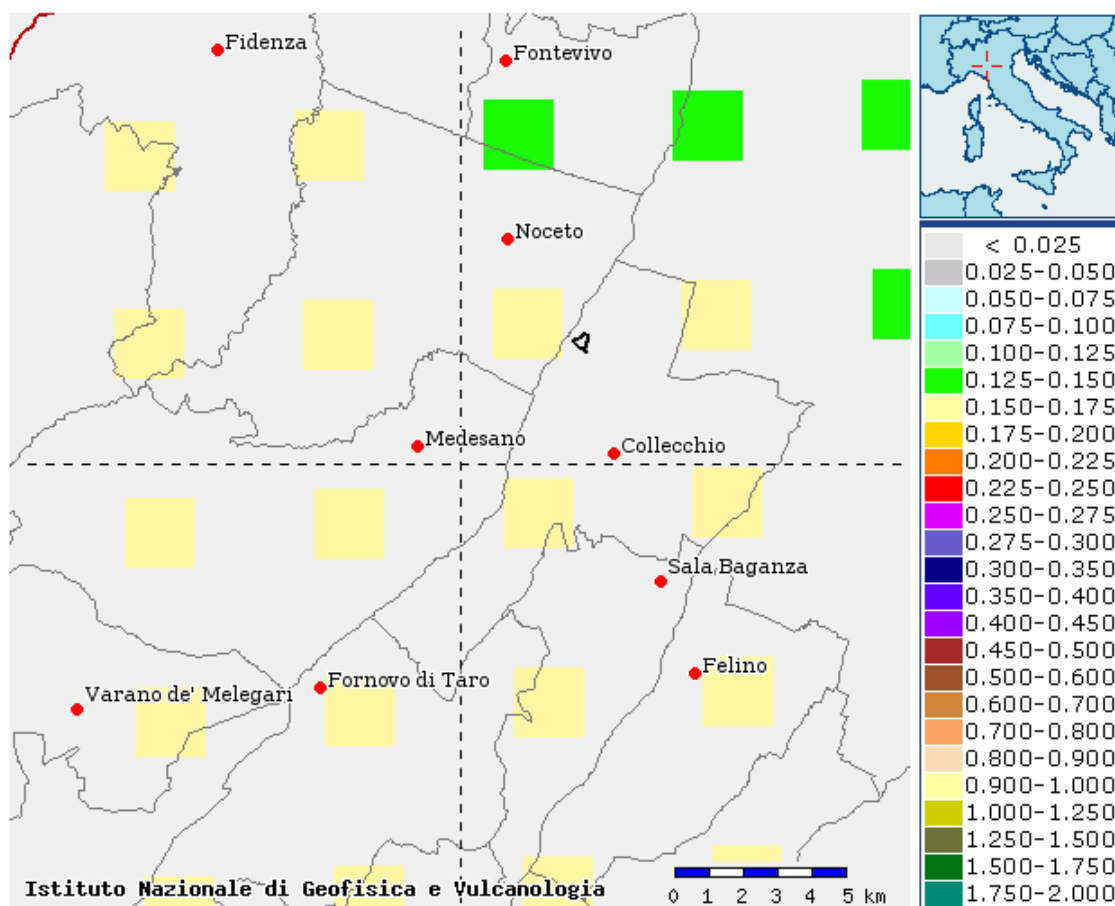 Fidenza
Fontevivo
Noceto
Medesano
Collecchio
Sala Baganza
Felino
Fornovo di Taro
Varano de' Melegari
Istituto Nazionale di Geofisica e Vulcanologia
0 1 2 3 4 5 km
< 0.025
0.025-0.050
0.050-0.075
0.075-0.100
0.100-0.125
0.125-0.150
0.150-0.175
0.175-0.200
0.200-0.225
0.225-0.250
0.250-0.275
0.275-0.300
0.300-0.350
0.350-0.400
0.400-0.450
0.450-0.500
0.500-0.600
0.600-0.700
0.700-0.800
0.800-0.900
0.900-1.000
1.000-1.250
1.250-1.500
1.500-1.750
1.750-2.000